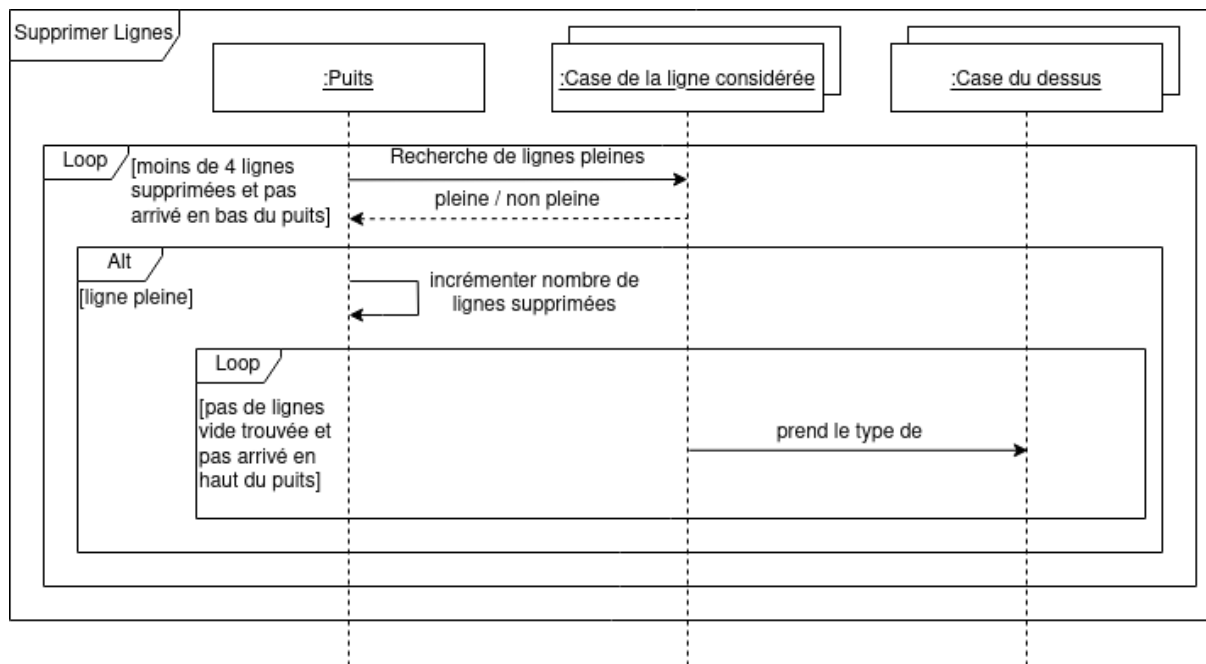 Supprimer Lignes
:Puits
:Case de la ligne considérée
:Case du dessus
Loop
[moins de 4 lignes
supprimées et pas
arrivé en bas du puits]
Recherche de lignes pleines
pleine / non pleine
Alt
[ligne pleine]
incrémenter nombre de
lignes supprimées
Loop
[pas de lignes
vide trouvée et
pas arrivé en
haut du puits]
prend le type de